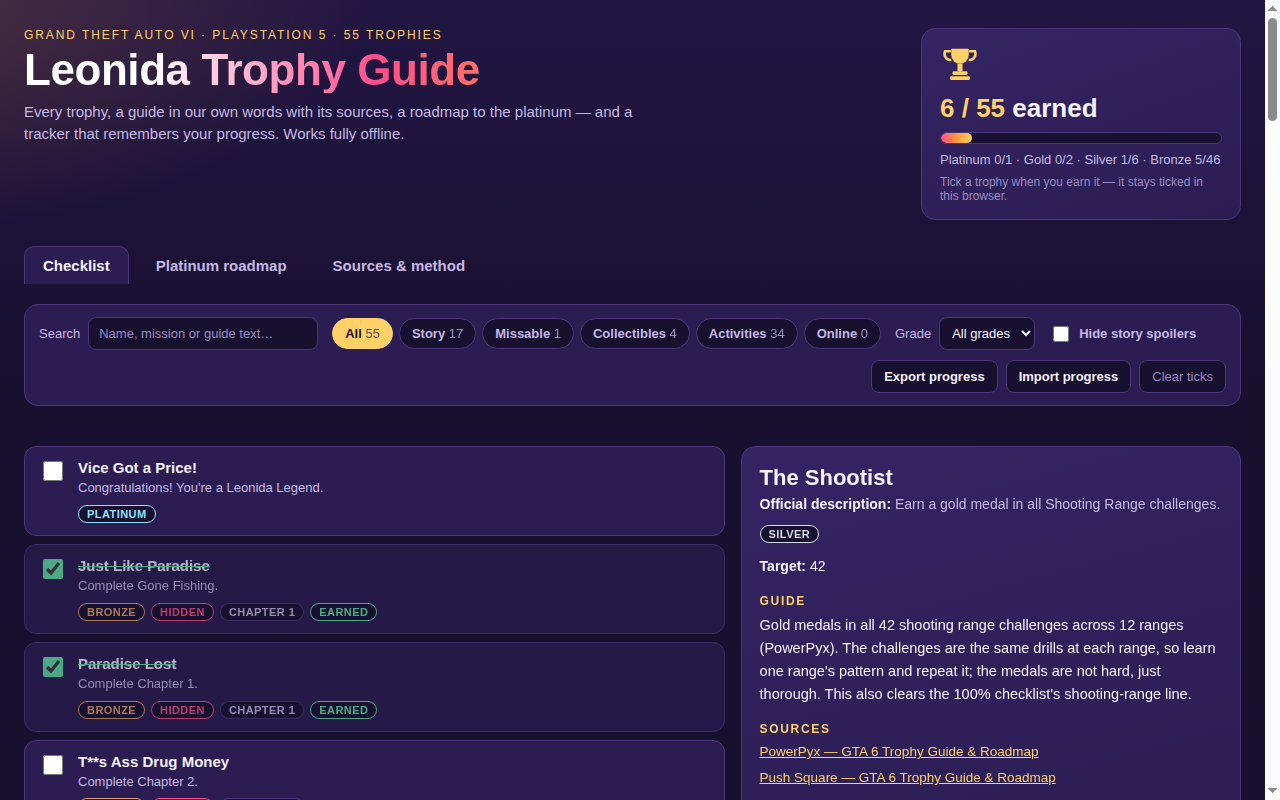 GRAND THEFT AUTO VI · PLAYSTATION 5 · 55 TROPHIES
Leonida Trophy Guide
Every trophy, a guide in our own words with its sources, a roadmap to the platinum — and a
tracker that remembers your progress. Works fully offline.
6 / 55 earned
Platinum 0/1 · Gold 0/2 · Silver 1/6 · Bronze 5/46
Tick a trophy when you earn it — it stays ticked in
this browser.
Checklist Platinum roadmap Sources & method
Search Name, mission or guide text… All 55 Story 17 Missable 1 Collectibles 4 Activities 34 Online 0 Grade All grades Hide story spoilers
Export progress Import progress Clear ticks
Vice Got a Price!
Congratulations! You're a Leonida Legend.
PLATINUM
Just Like Paradise
Complete Gone Fishing.
BRONZE HIDDEN CHAPTER 1 EARNED
Paradise Lost
Complete Chapter 1.
BRONZE HIDDEN CHAPTER 1 EARNED
T**s Ass Drug Money
Complete Chapter 2.
The Shootist
Official description: Earn a gold medal in all Shooting Range challenges.
SILVER
Target: 42
GUIDE
Gold medals in all 42 shooting range challenges across 12 ranges
(PowerPyx). The challenges are the same drills at each range, so learn
one range's pattern and repeat it; the medals are not hard, just
thorough. This also clears the 100% checklist's shooting-range line.
SOURCES
PowerPyx — GTA 6 Trophy Guide & Roadmap
Push Square — GTA 6 Trophy Guide & Roadmap